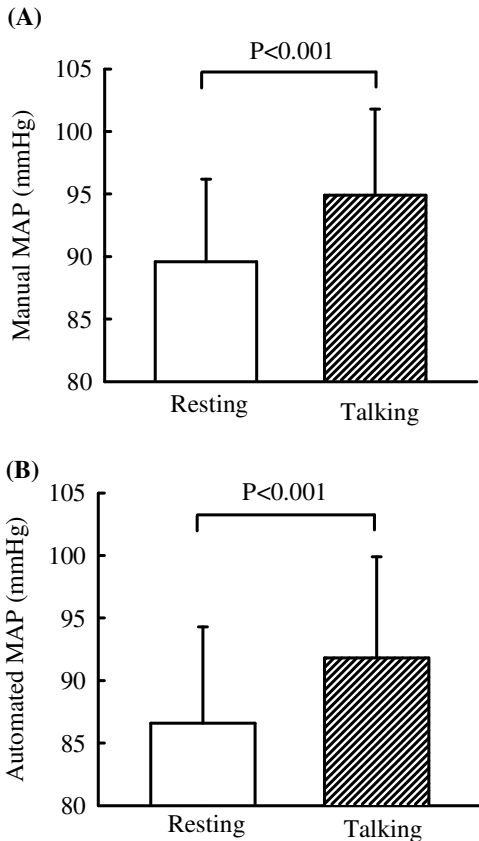 (A)
P<0.001
105
100
95
90
85
80
Manual MAP (mmHg)
Resting
Talking
(B)
P<0.001
105
100
95
90
85
80
Automated MAP (mmHg)
Resting
Talking